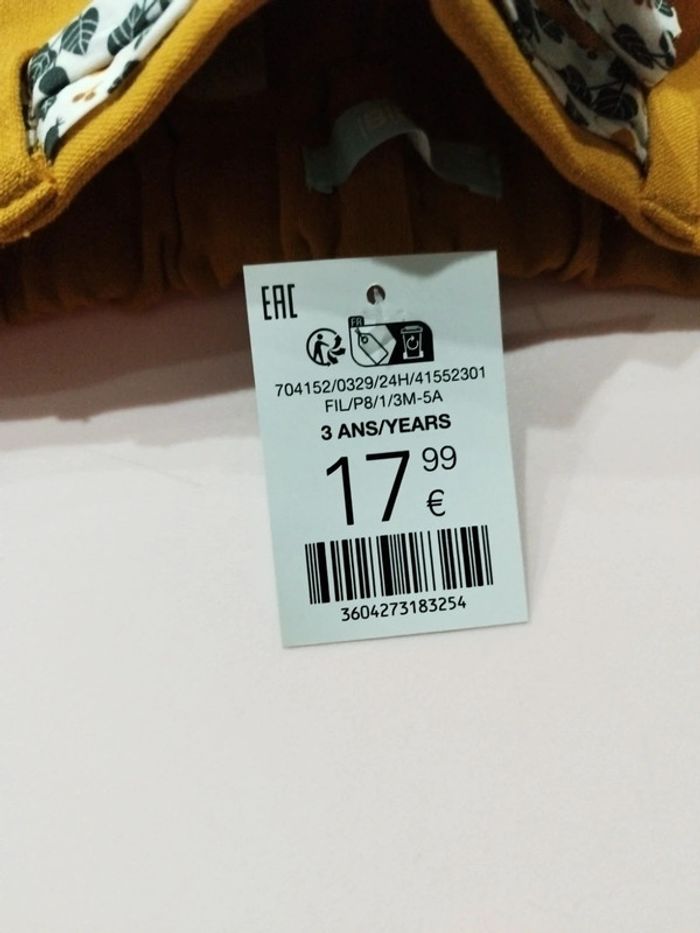 EAC
FR
704152/0329/24H/41552301
FIL/P8/1/3M-5A
3 ANS/YEARS
17 99
€
3604273183254